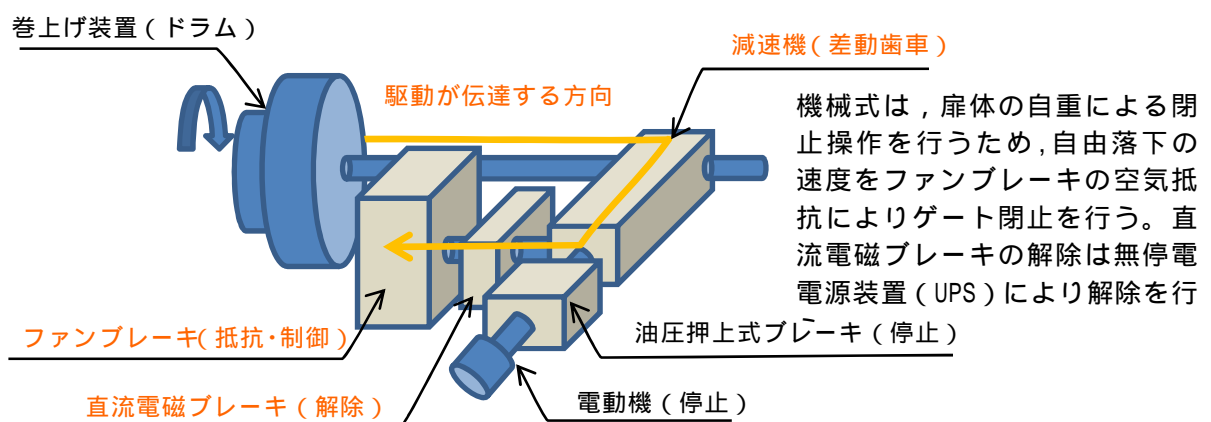 巻上げ装置(ドラム)
減速機(差動歯車)
駆動が伝達する方向
機械式は,扉体の自重による閉
止操作を行うため,自由落下の
速度をファンブレーキの空気抵
抗によりゲート閉止を行う。直
流電磁ブレーキの解除は無停電
電源装置(UPS)により解除を行
油圧押上式ブレーキ(停止)
ファンブレーキ(抵抗・制御)
直流電磁ブレーキ(解除)
電動機(停止)